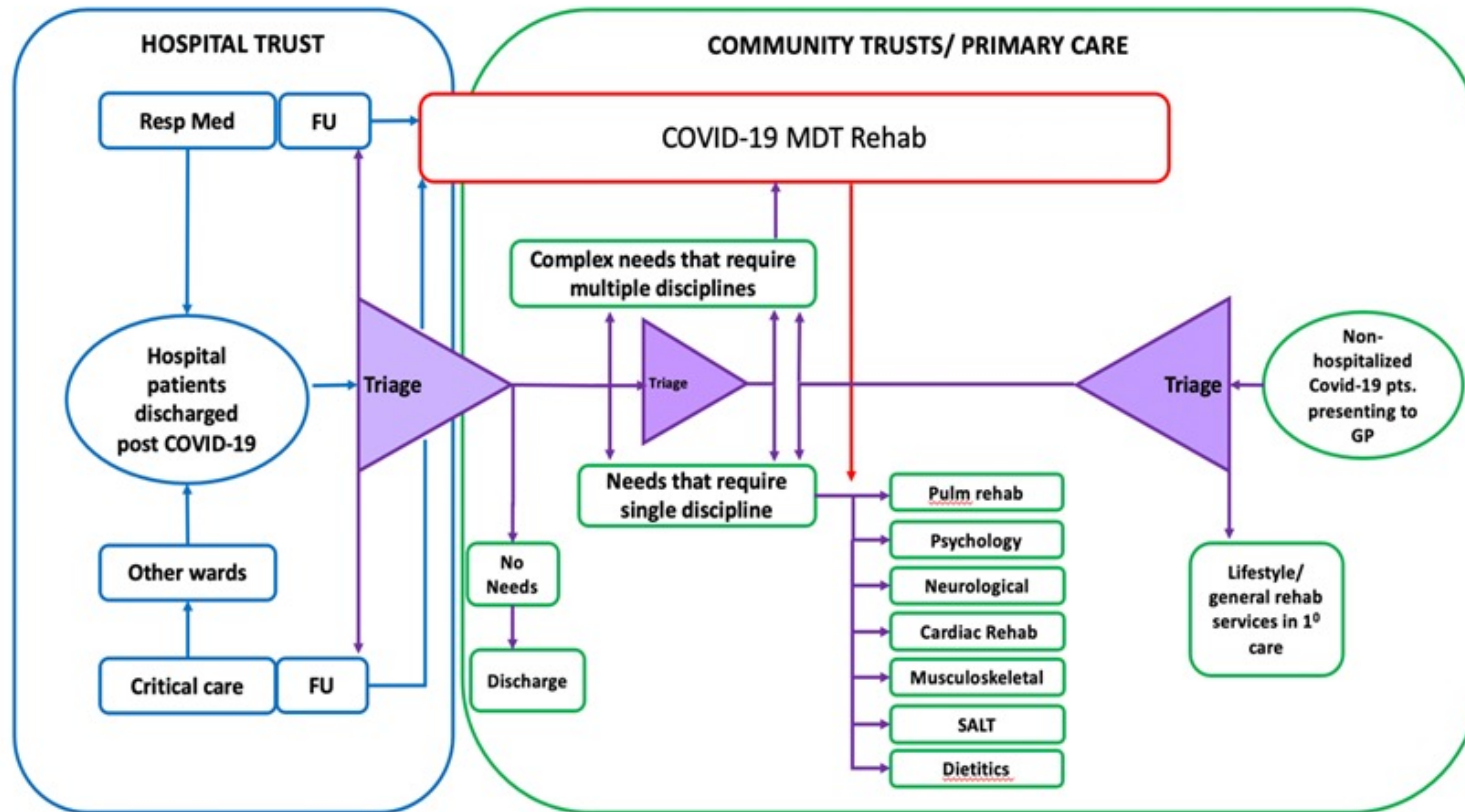 HOSPITAL TRUST
COMMUNITY TRUSTS/ PRIMARY CARE
Resp Med
FU
COVID-19 MDT Rehab
Complex needs that require
multiple disciplines
Hospital
patients
discharged
post COVID-19
Triage
Triage
Triage
Non-
hospitalized
Covid-19 pts.
presenting to
GP
Needs that require
single discipline
Pulm rehab
Psychology
Neurological
Cardiac Rehab
Musculoskeletal
SALT
Dietitics
Other wards
No
Needs
Lifestyle/
general rehab
services in 1⁰
care
Critical care
FU
Discharge